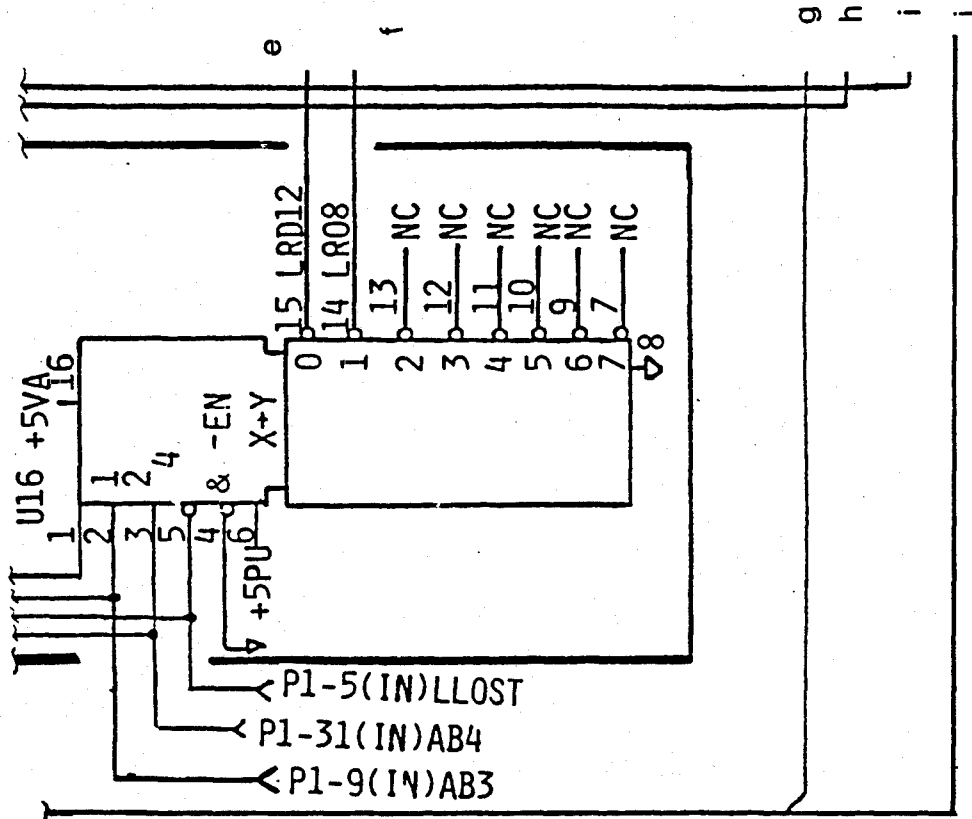 g
h
i
j
e
f
U16 +5VA
16
1
2
3
5
4
6
1
2
4
& -EN
X+Y
+5PU
15 LRD12
14 LRO8
13 NC
12 NC
11 NC
10 NC
9 NC
7 NC
0
1
2
3
4
5
6
7
8
P1-5(IN)LLOST
P1-31(IN)AB4
P1-9(IN)AB3